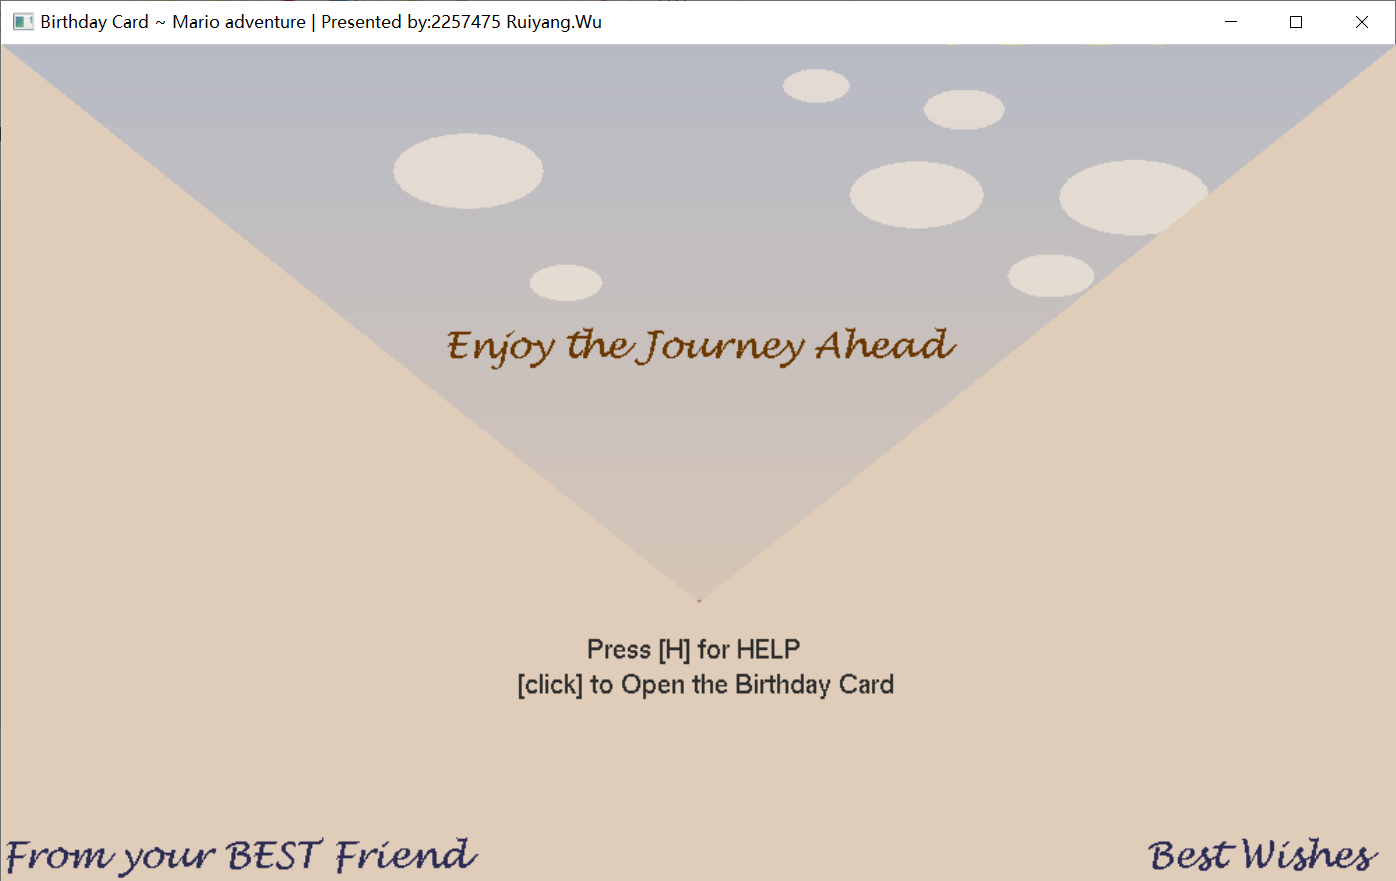 Birthday Card ~ Mario adventure | Presented by:2257475 Ruiyang.Wu
Enjoy the Journey Ahead
Press [H] for HELP
[click] to Open the Birthday Card
From your BEST Friend
Best Wishes